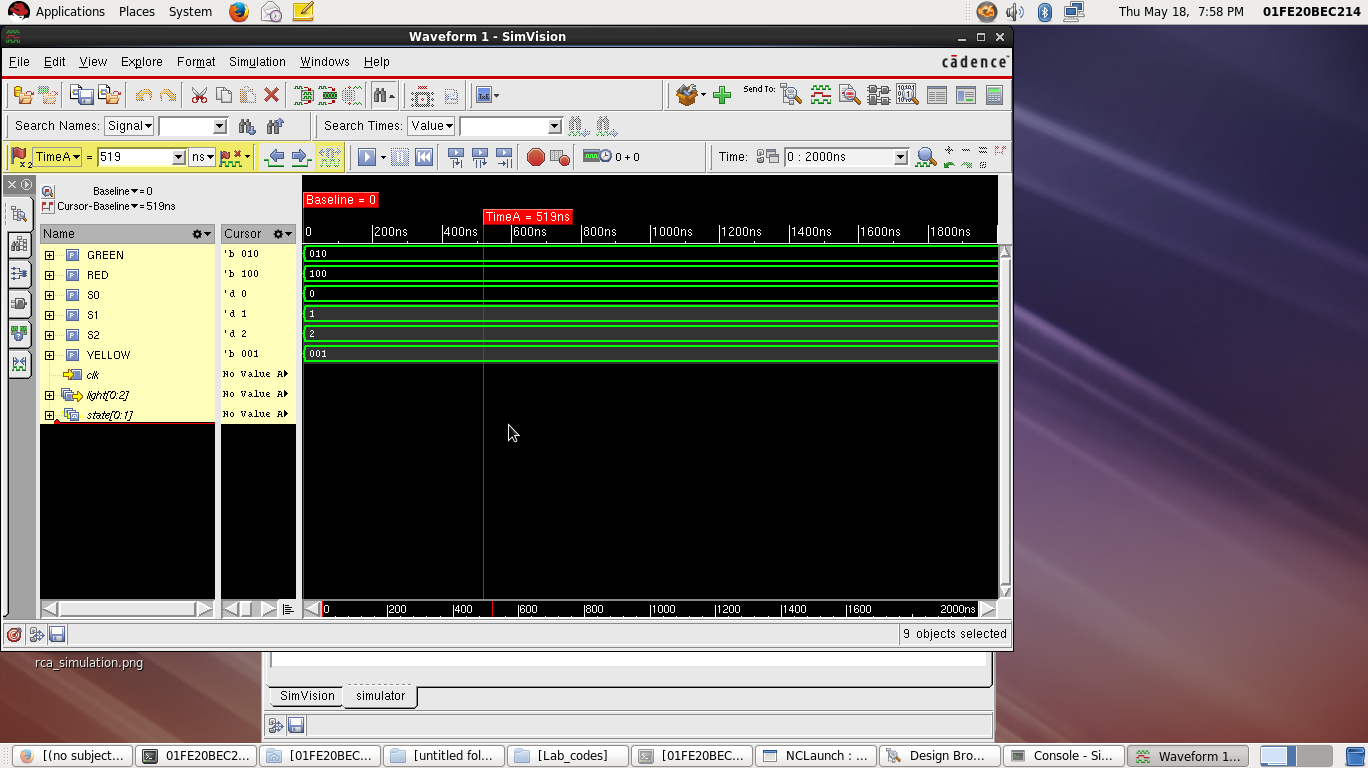 Applications Places System Thu May 18, 7:58 PM 01FE20BEC214
Waveform 1 - SimVision
File Edit View Explore Format Simulation Windows Help cādence
Send To:
Search Names: Signal Search Times: Value
TimeA = 519 ns 0 + 0 Time: 0 : 2000ns
Baseline = 0
Cursor-Baseline = 519ns
Baseline = 0
TimeA = 519ns
Name Cursor 0 200ns 400ns 600ns 800ns 1000ns 1200ns 1400ns 1600ns 1800ns
GREEN 'b 010 010
RED 'b 100 100
S0 'd 0 0
S1 'd 1 1
S2 'd 2 2
YELLOW 'b 001 001
clk No Value A
light[0:2] No Value A
state[0:1] No Value A
0 200 400 600 800 1000 1200 1400 1600 2000ns
9 objects selected
rca_simulation.png
SimVision simulator
[(no subject... 01FE20BEC2... [01FE20BEC... [untitled fol... [Lab_codes] [01FE20BEC... NCLaunch : ... Design Bro... Console - Si... Waveform 1...